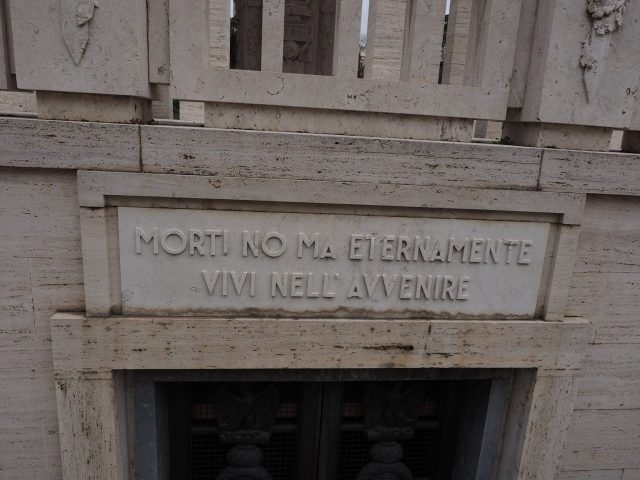 MORTI NO MA ETERNAMENTE
VIVI NELL' AVVENIRE